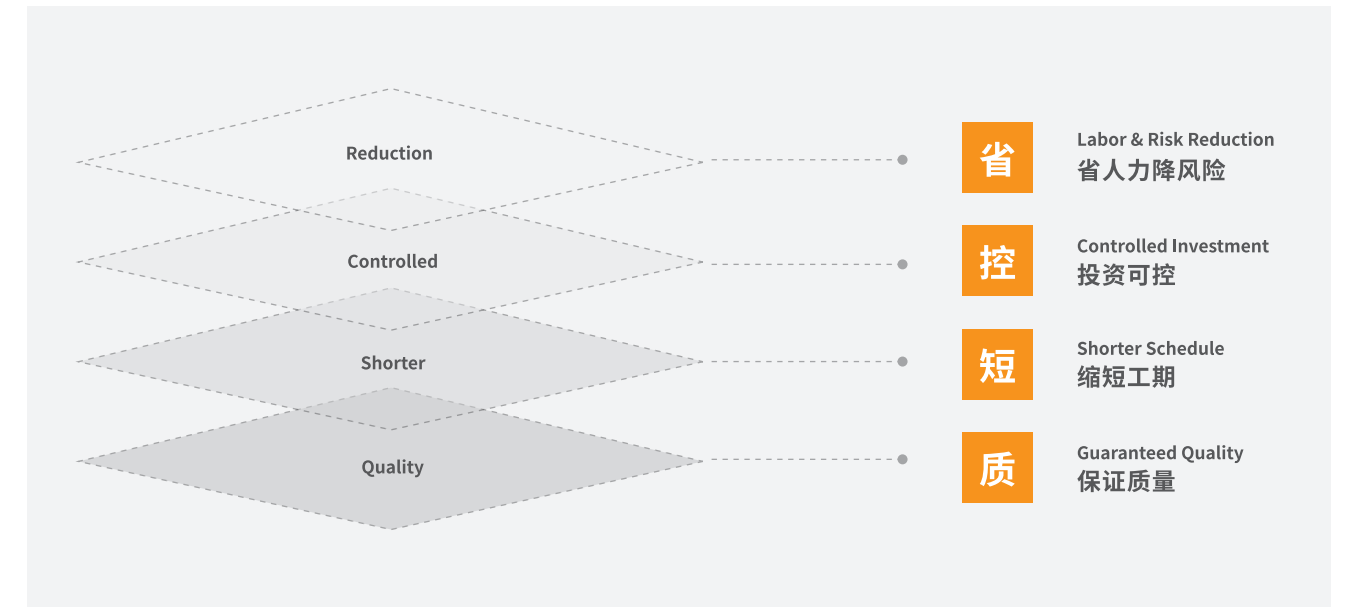 Reduction
省
Labor & Risk Reduction
省人力降风险
Controlled
控
Controlled Investment
投资可控
Shorter
短
Shorter Schedule
缩短工期
Quality
质
Guaranteed Quality
保证质量